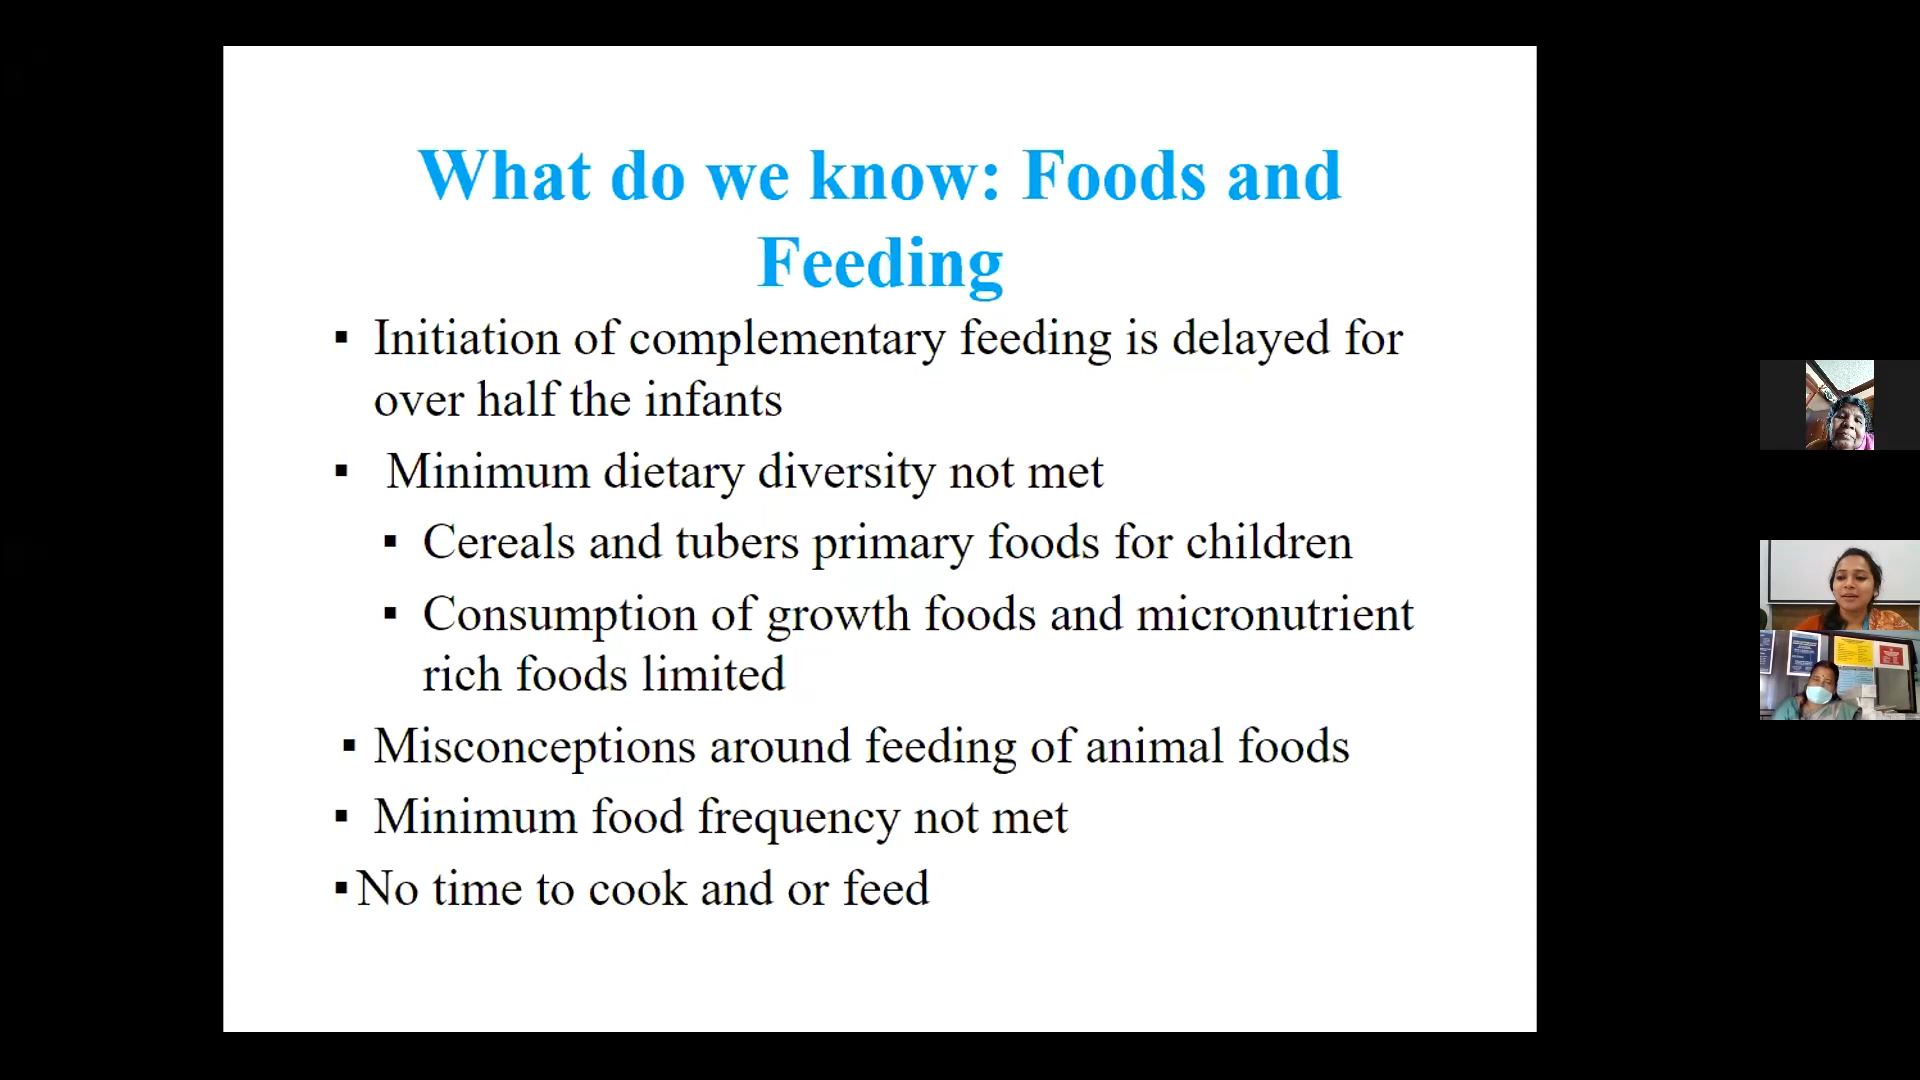 What do we know: Foods and
Feeding
▪ Initiation of complementary feeding is delayed for
over half the infants
▪ Minimum dietary diversity not met
▪ Cereals and tubers primary foods for children
▪ Consumption of growth foods and micronutrient
rich foods limited
▪ Misconceptions around feeding of animal foods
▪ Minimum food frequency not met
▪ No time to cook and or feed